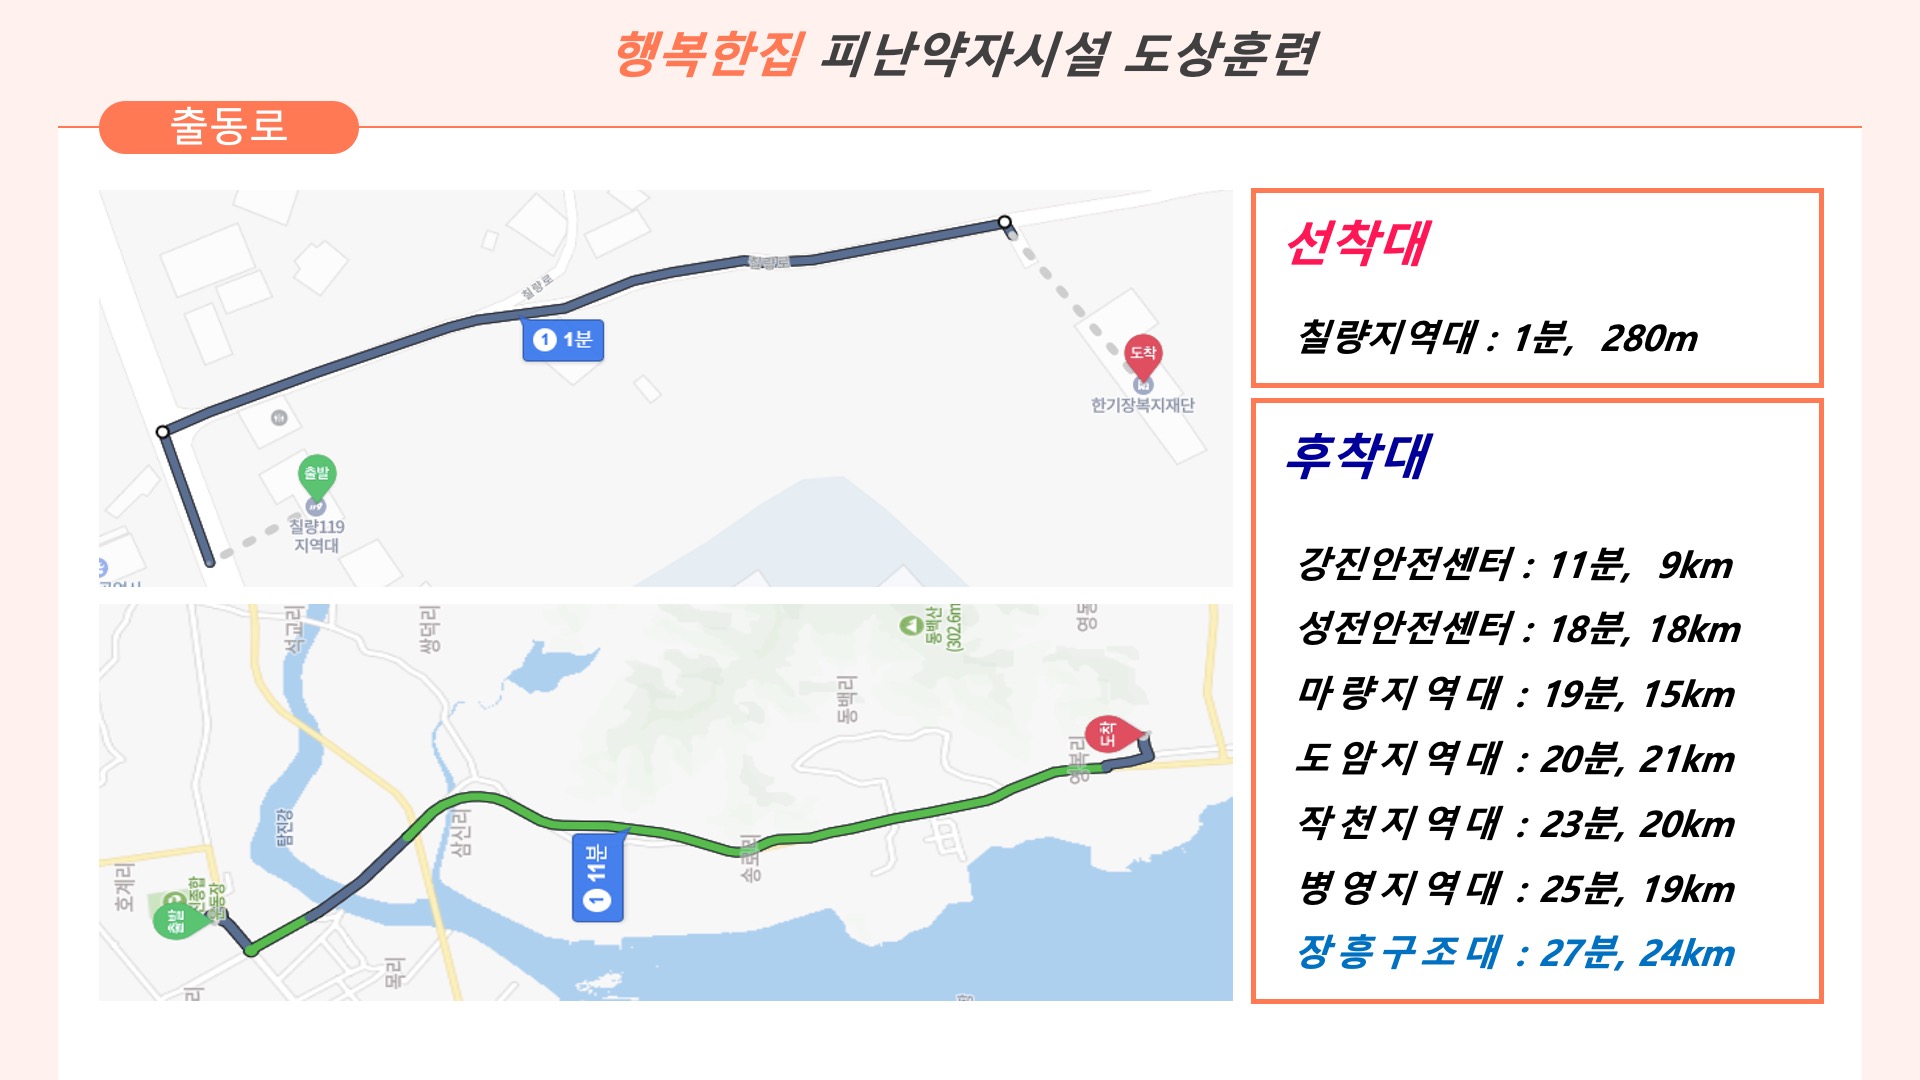 행복한집 피난약자시설 도상훈련
출동로
칠량로
칠량로
1 1분
도착
한기장복지재단
출발
칠량119
지역대
석교리
쌍덕리
동백산
(302.6m
영동
동백리
도착
영복리
탐진강
삼신리
송로리
1 11분
호계리
출발
목리
리
선착대
칠량지역대 : 1분, 280m
후착대
강진안전센터 : 11분, 9km
성전안전센터 : 18분, 18km
마량지역대 : 19분, 15km
도암지역대 : 20분, 21km
작천지역대 : 23분, 20km
병영지역대 : 25분, 19km
장흥구조대 : 27분, 24km